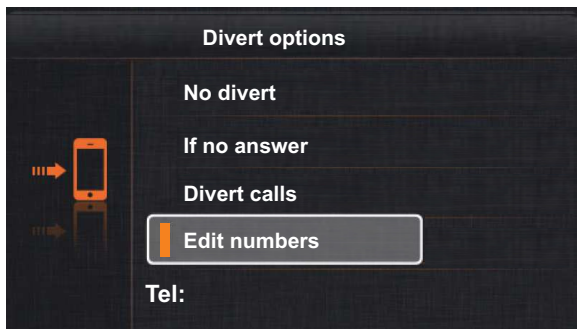 Divert options
No divert
If no answer
Divert calls
Edit numbers
Tel: